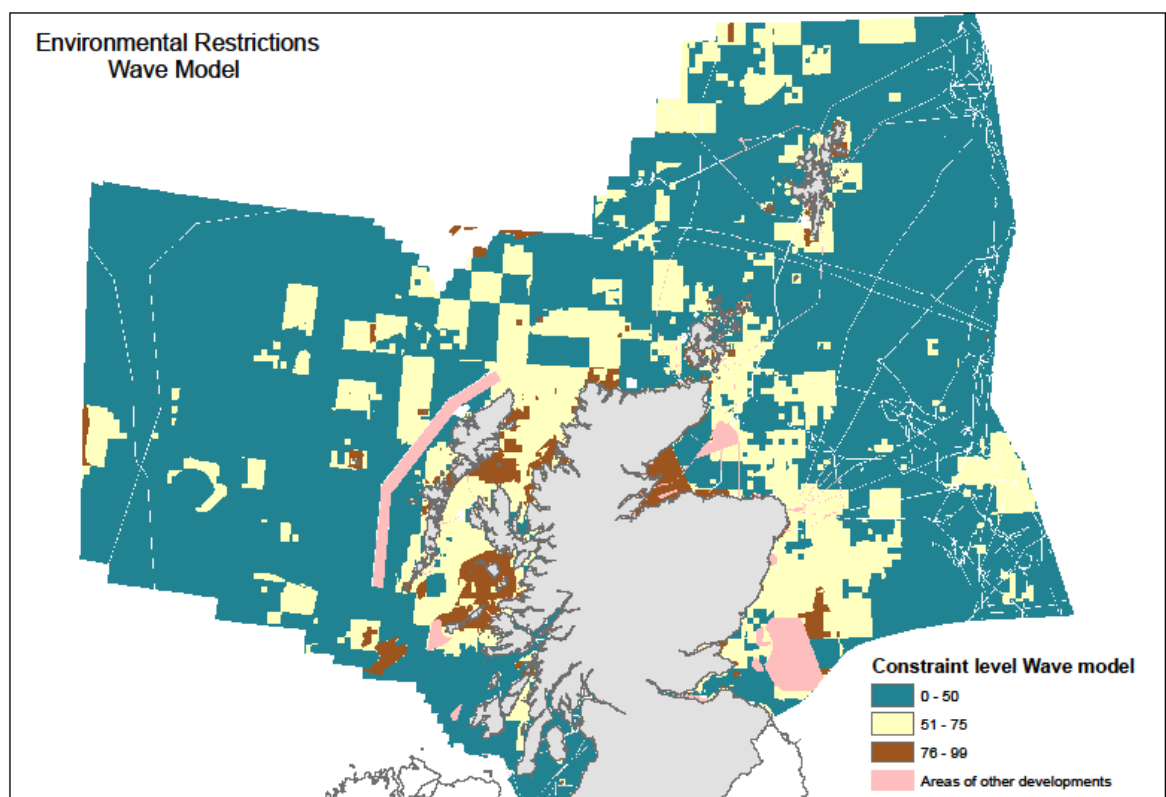 Environmental Restrictions
Wave Model
Constraint level Wave model
0 - 50
51 - 75
76 - 99
Areas of other developments